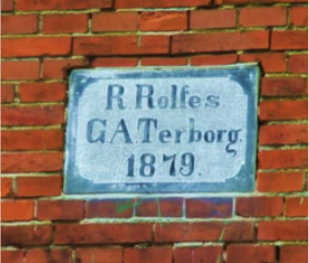 R. Rolfes.
G.A. Terborg.
1879.